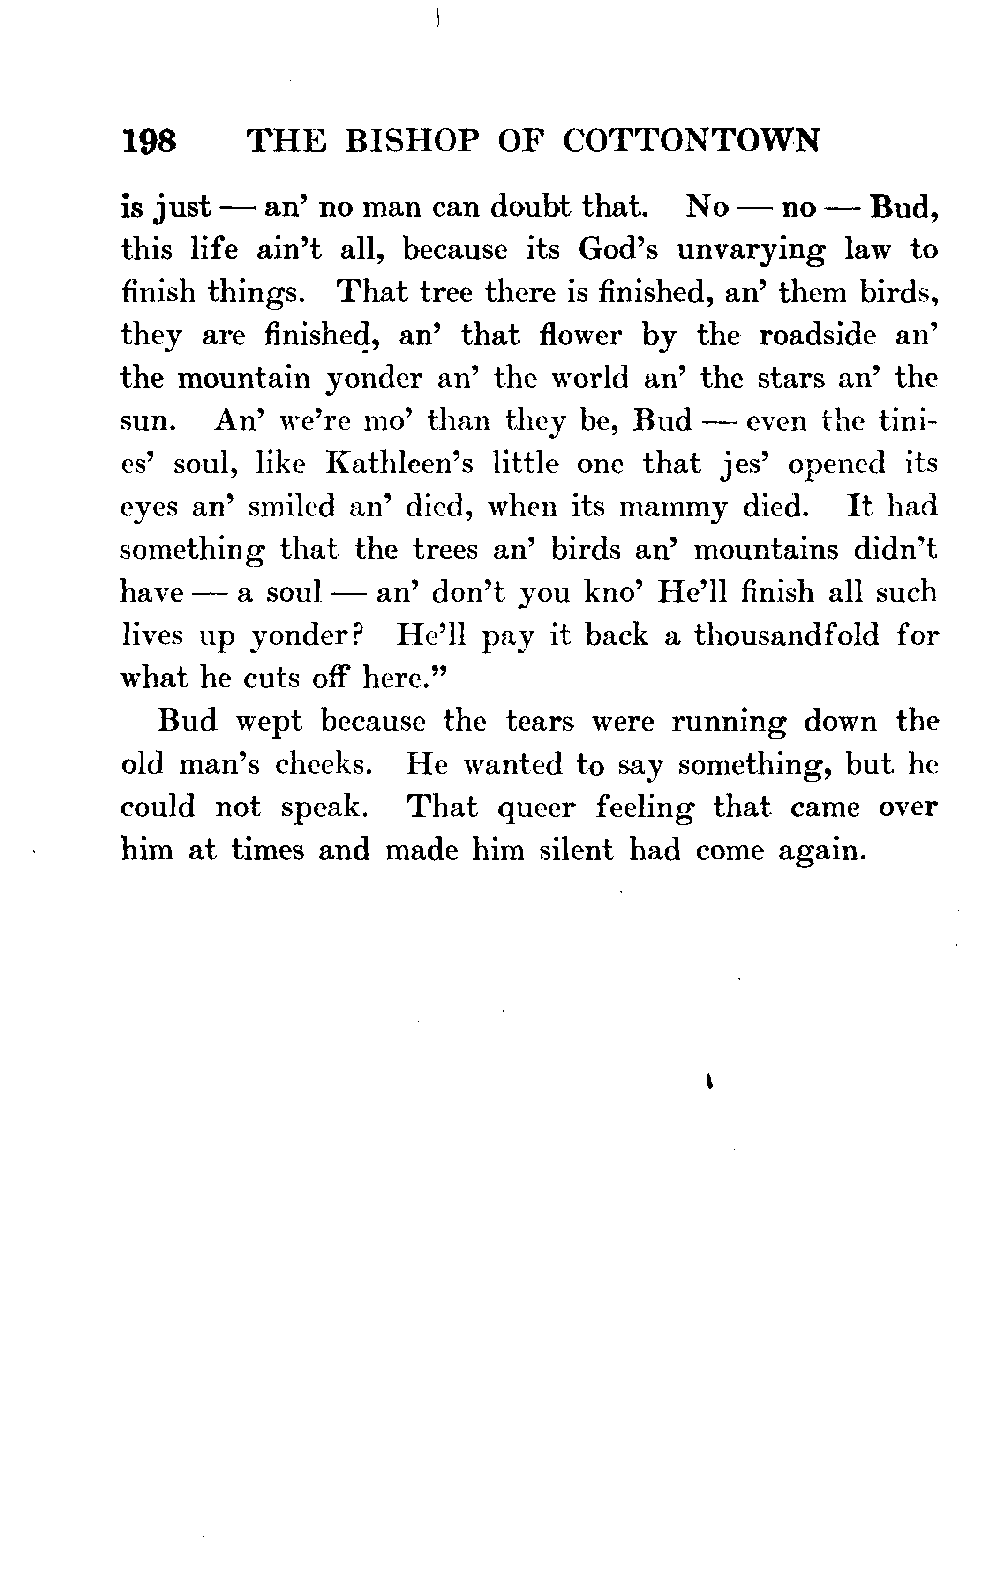 198 THE BISHOP OF COTTONTOWN
is just — an' no man can doubt that. No — no — Bud,
this life ain't all, because its God's unvarying law to
finish things. That tree there is finished, an' them birds,
they are finished, an' that flower by the roadside an'
the mountain yonder an' the world an' the stars an' the
sun. An' we're mo' than they be, Bud — even the tini-
es' soul, like Kathleen's little one that jes' opened its
eyes an' smiled an' died, when its mammy died. It had
something that the trees an' birds an' mountains didn't
have — a soul — an' don't you kno' He'll finish all such
lives up yonder? He'll pay it back a thousandfold for
what he cuts off here."
Bud wept because the tears were running down the
old man's cheeks. He wanted to say something, but he
could not speak. That queer feeling that came over
him at times and made him silent had come again.